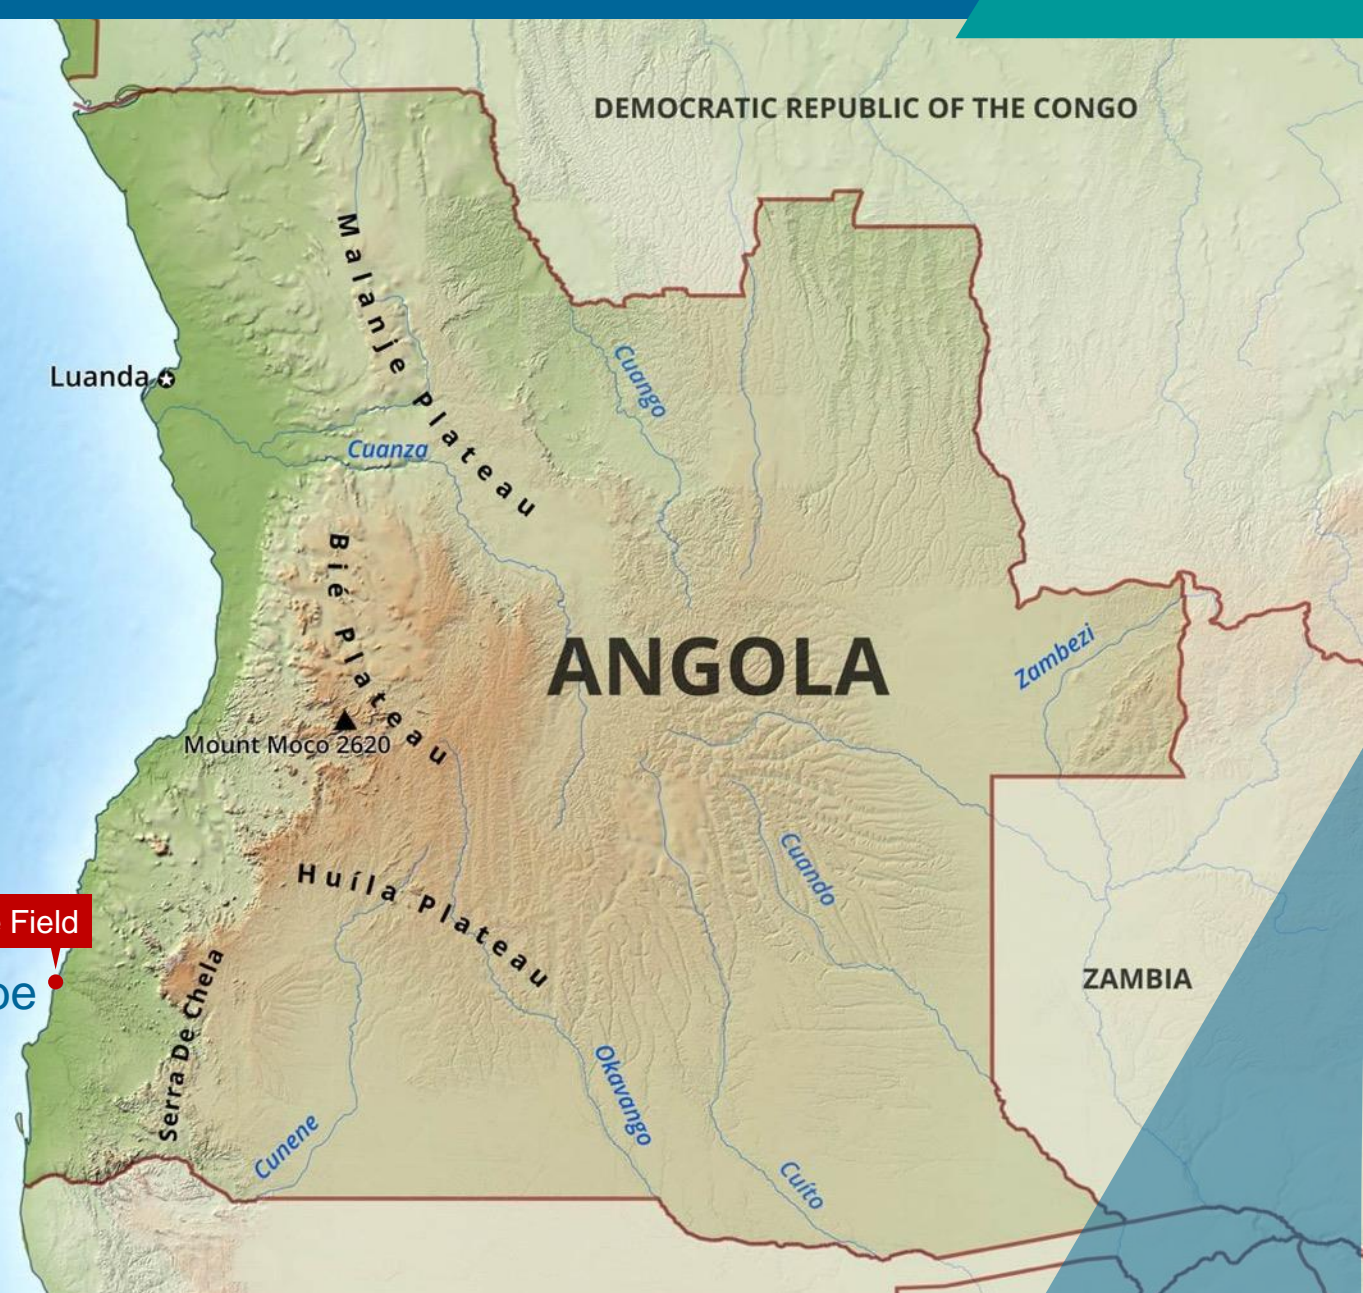 DEMOCRATIC REPUBLIC OF THE CONGO
Malanje Plateau
Cuango
Luanda
Cuanza
Bié Plateau
ANGOLA
Zambezi
Mount Moco 2620
Cuando
Huíla Plateau
Field
ZAMBIA
Serra De Chela
Okavango
Cunene
Cuíto